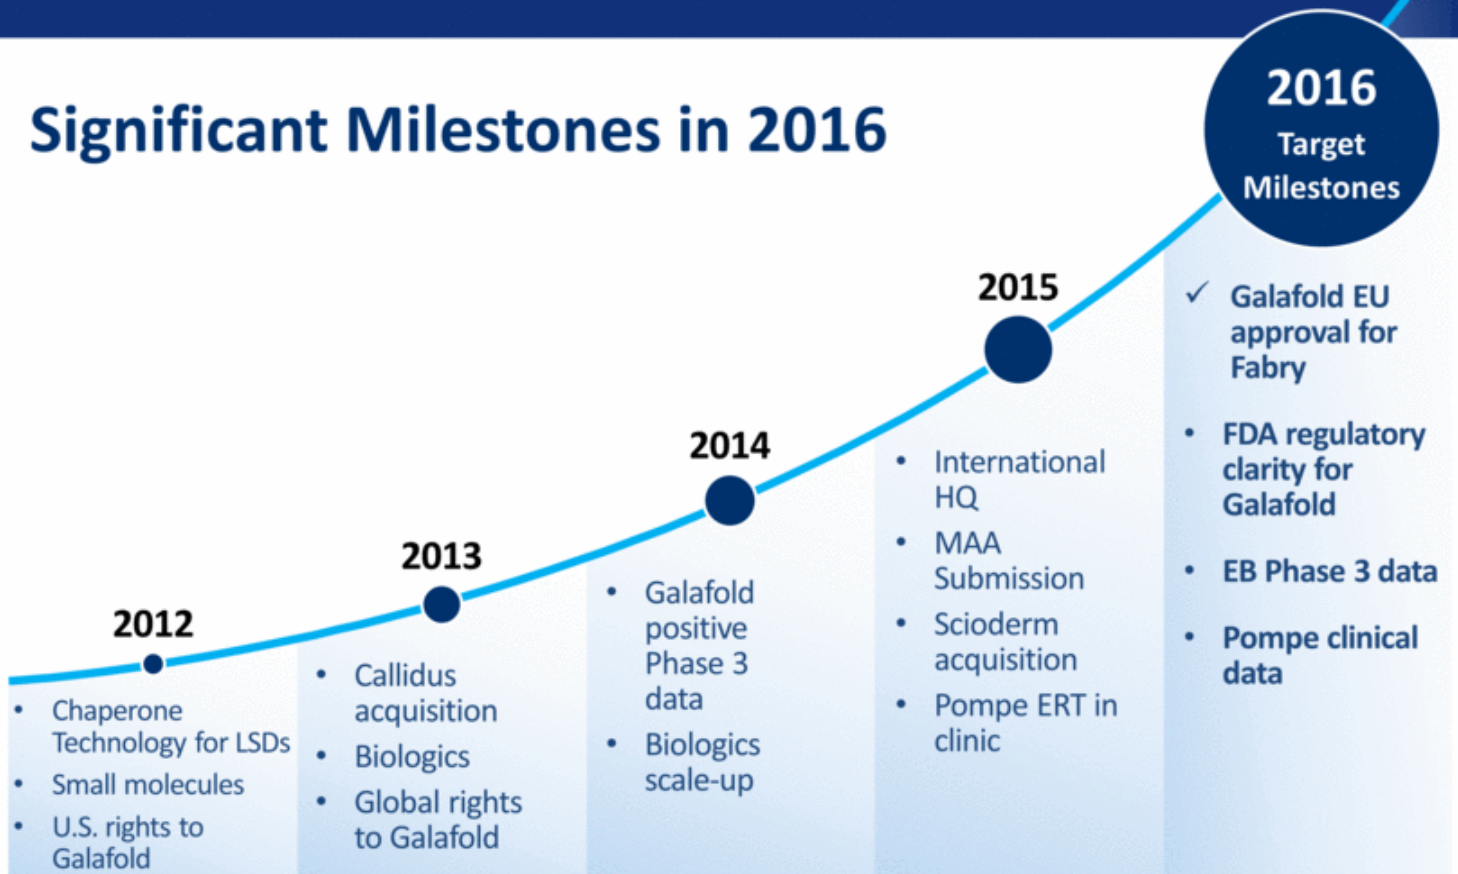 Significant Milestones in 2016
2016
Target
Milestones
2012
• Chaperone
Technology for LSDs
• Small molecules
• U.S. rights to
Galafold
2013
• Callidus
acquisition
• Biologics
• Global rights
to Galafold
2014
• Galafold
positive
Phase 3
data
• Biologics
scale-up
2015
• International
HQ
• MAA
Submission
• Scioderm
acquisition
• Pompe ERT in
clinic
✓ Galafold EU
approval for
Fabry
• FDA regulatory
clarity for
Galafold
• EB Phase 3 data
• Pompe clinical
data